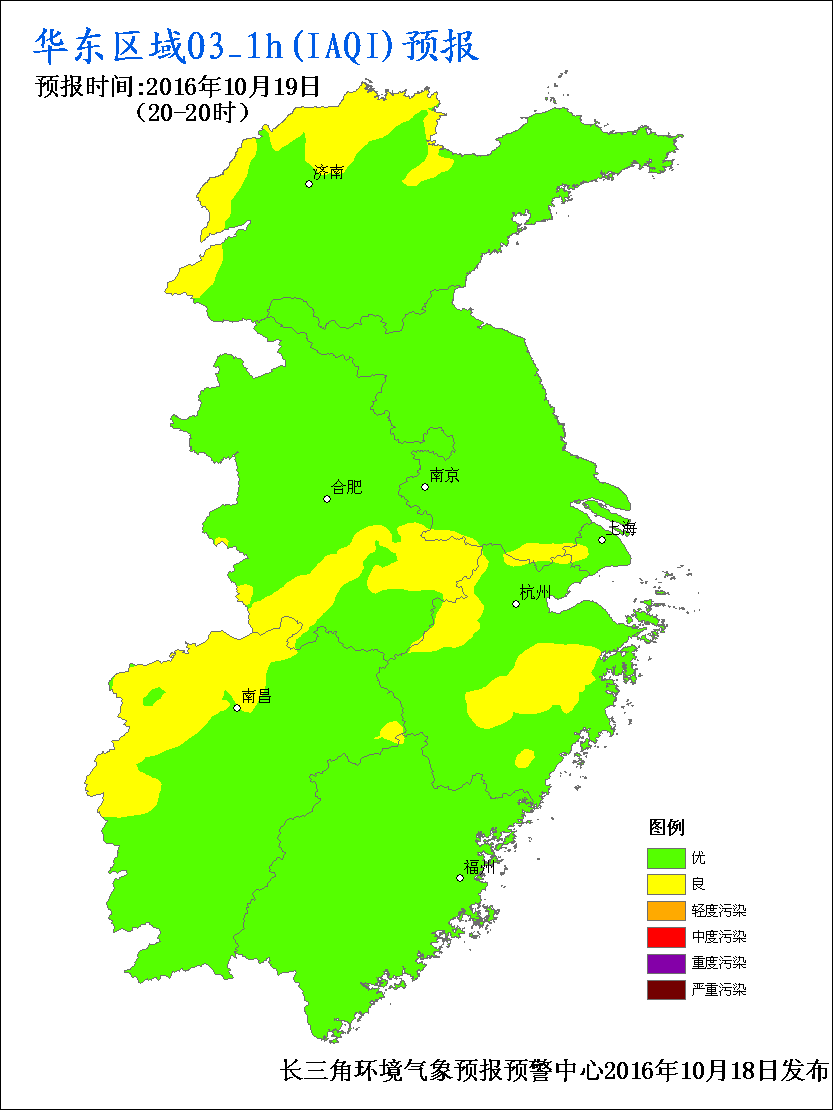 华东区域O3_1h(IAQI)预报
预报时间:2016年10月19日
(20-20时)
济南
南京
合肥
上海
杭州
南昌
福州
图例
优
良
轻度污染
中度污染
重度污染
严重污染
长三角环境气象预报预警中心2016年10月18日发布